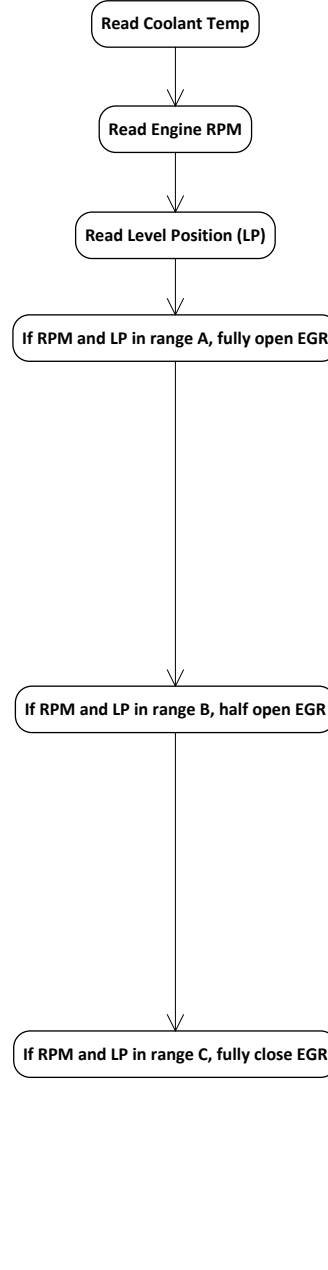 Read Coolant Temp
Read Engine RPM
Read Level Position (LP)
If RPM and LP in range A, fully open EGR
If RPM and LP in range B, half open EGR
If RPM and LP in range C, fully close EGR